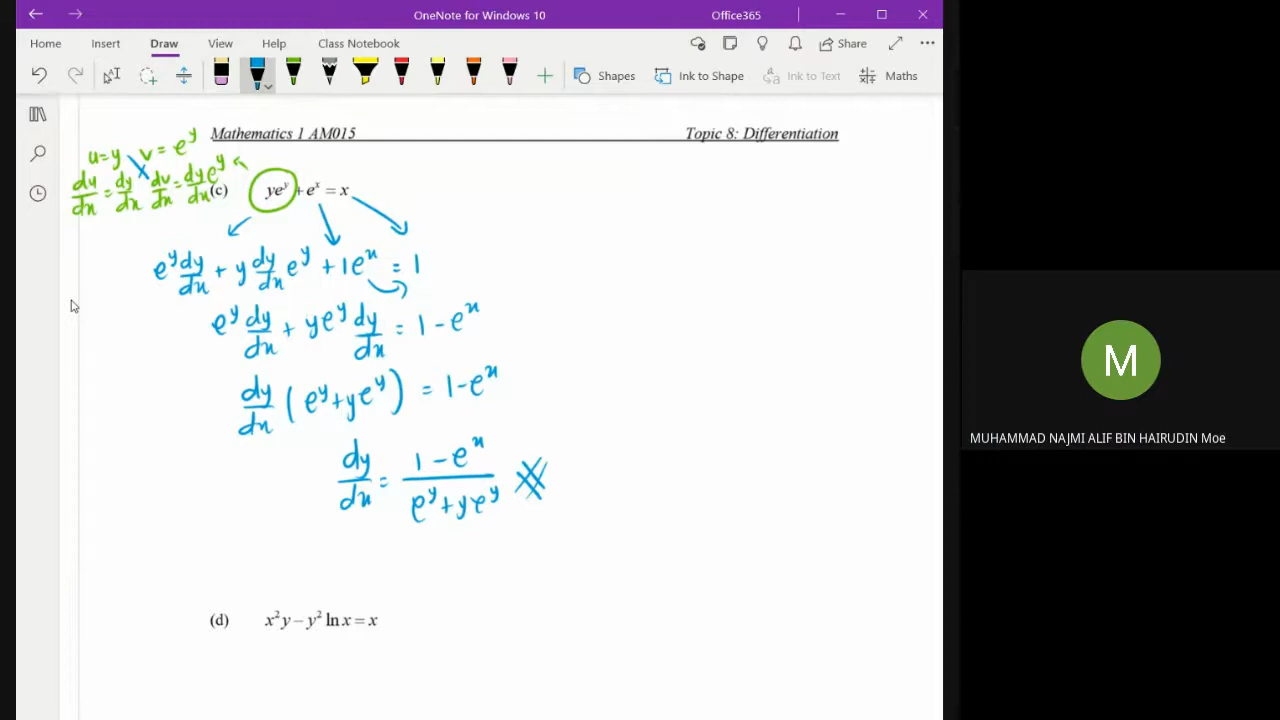 OneNote for Windows 10
Office365
Home Insert Draw View Help Class Notebook Share
Shapes Ink to Shape Ink to Text Maths
Mathematics 1 AM015 Topic 8: Differentiation
u=y v=e^y
du/dx = dy/dx dv/dx = dy/dx e^y
(c) ye^y + e^x = x
e^y dy/dx + y dy/dx e^y + 1e^x = 1
e^y dy/dx + ye^y dy/dx = 1 - e^x
dy/dx (e^y + ye^y) = 1 - e^x
dy/dx = (1 - e^x)/(e^y + ye^y)
(d) x²y – y² ln x = x
M
MUHAMMAD NAJMI ALIF BIN HAIRUDIN Moe